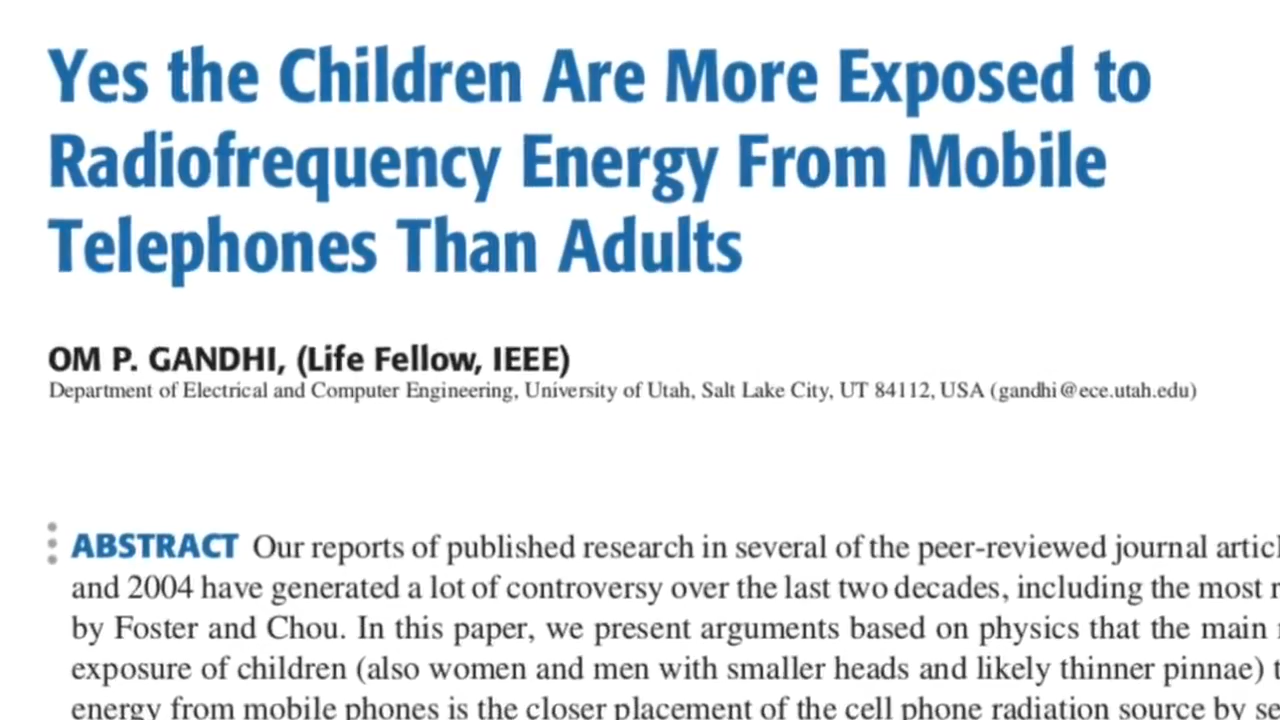 Yes the Children Are More Exposed to
Radiofrequency Energy From Mobile
Telephones Than Adults
OM P. GANDHI, (Life Fellow, IEEE)
Department of Electrical and Computer Engineering, University of Utah, Salt Lake City, UT 84112, USA (gandhi@ece.utah.edu)
ABSTRACT Our reports of published research in several of the peer-reviewed journal
and 2004 have generated a lot of controversy over the last two decades, including the most
by Foster and Chou. In this paper, we present arguments based on physics that the main
exposure of children (also women and men with smaller heads and likely thinner pinnae)
energy from mobile phones is the closer placement of the cell phone radiation source by